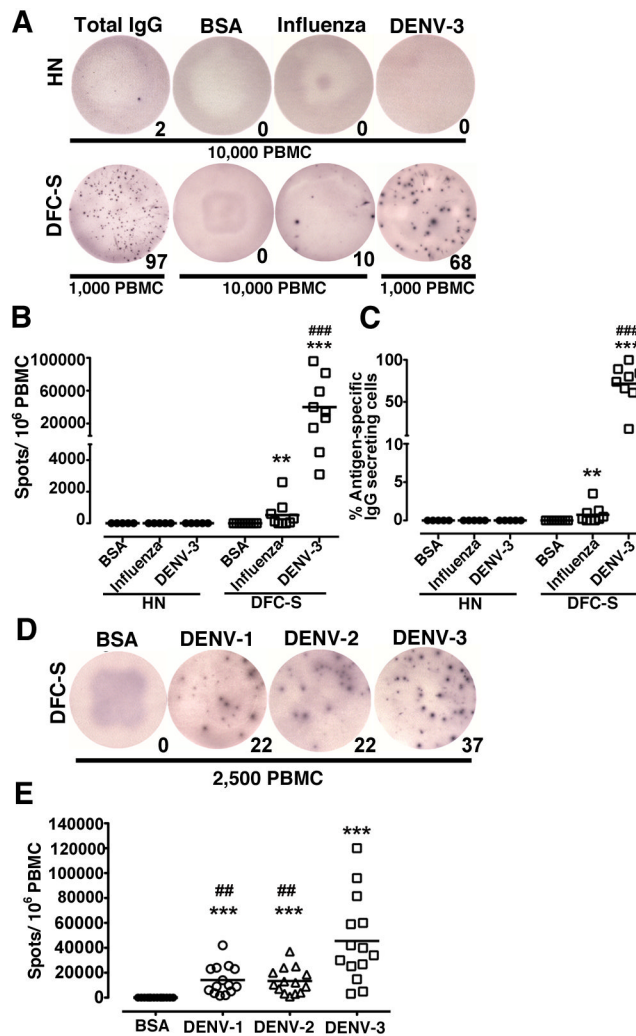 A
Total IgG BSA Influenza DENV-3
HN
2 0 0 0
10,000 PBMC
DFC-S
97 0 10 68
1,000 PBMC 10,000 PBMC 1,000 PBMC
B
Spots/ 10⁶ PBMC
###
***
**
100000
80000
60000
40000
20000
4000
2000
0
BSA Influenza DENV-3 BSA Influenza DENV-3
HN DFC-S
C
% Antigen-specific
IgG secreting cells
###
***
**
100
50
10
5
0
BSA Influenza DENV-3 BSA Influenza DENV-3
HN DFC-S
D
BSA DENV-1 DENV-2 DENV-3
DFC-S
0 22 22 37
2,500 PBMC
E
Spots/ 10⁶ PBMC
140000
120000
100000
80000
60000
40000
20000
0
## ## ***
*** ***
BSA DENV-1 DENV-2 DENV-3